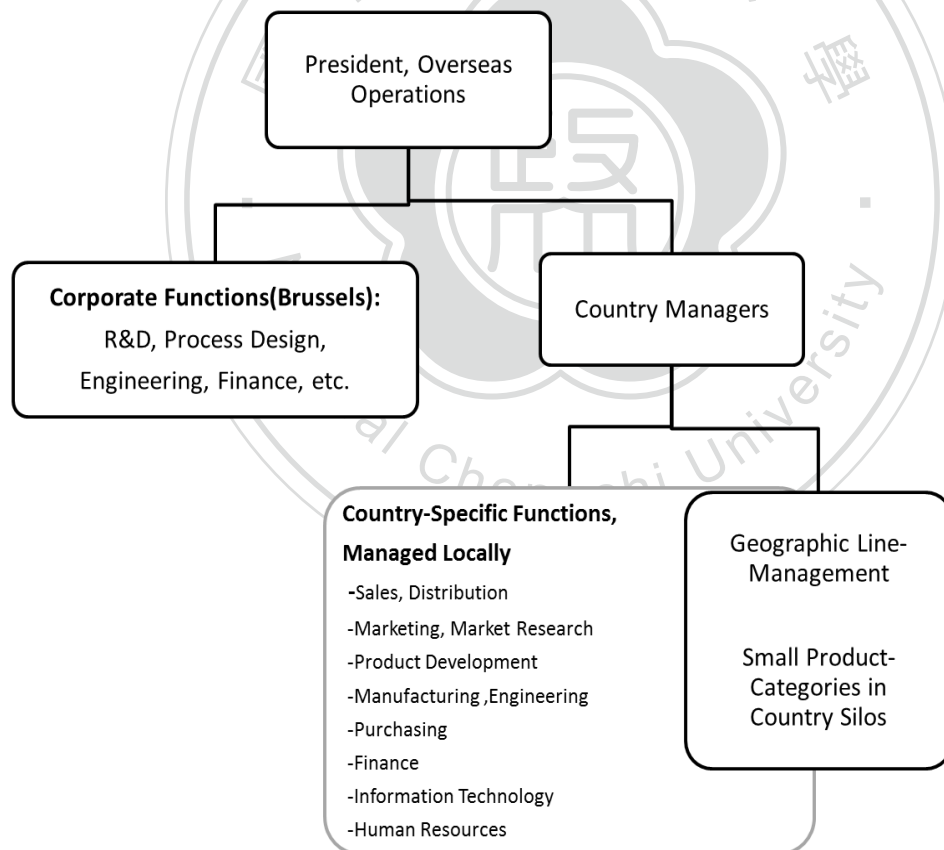 President, Overseas
Operations
Corporate Functions(Brussels):
R&D, Process Design,
Engineering, Finance, etc.
Country Managers
Country-Specific Functions,
Managed Locally
-Sales, Distribution
-Marketing, Market Research
-Product Development
-Manufacturing ,Engineering
-Purchasing
-Finance
-Information Technology
-Human Resources
Geographic Line-
Management
Small Product-
Categories in
Country Silos
政
University